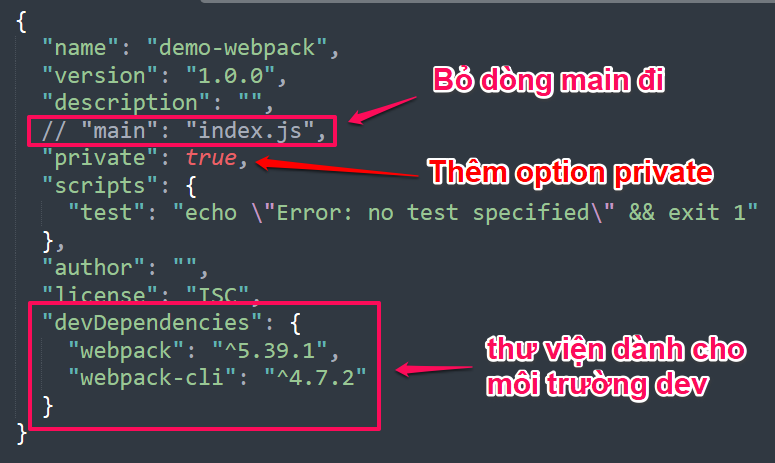 {
"name": "demo-webpack",
"version": "1.0.0",
"description": "",
// "main": "index.js",
"private": true,
"scripts": {
"test": "echo \"Error: no test specified\" && exit 1"
},
"author": "",
"license": "ISC",
"devDependencies": {
"webpack": "^5.39.1",
"webpack-cli": "^4.7.2"
}
}
Bỏ dòng main đi
Thêm option private
thư viện dành cho
môi trường dev